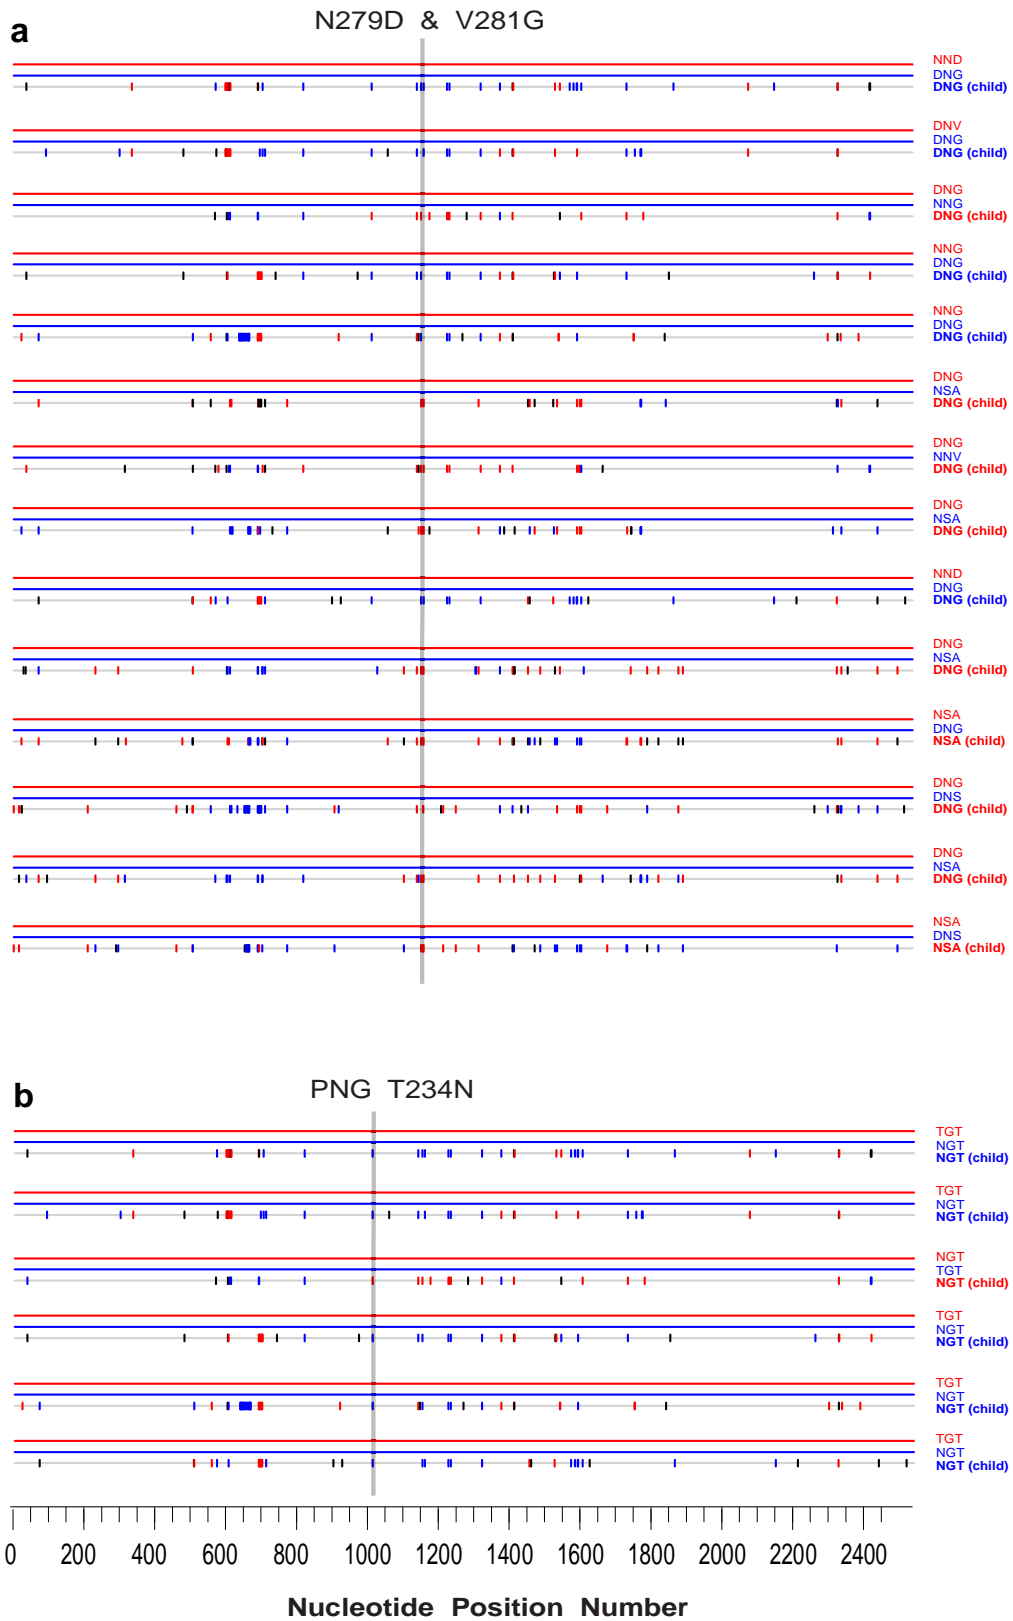 a
N279D & V281G
NND
DNG
DNG (child)
DNV
DNG
DNG (child)
DNG
NNG
DNG (child)
NNG
DNG
DNG (child)
NNG
DNG
DNG (child)
DNG
NSA
DNG (child)
DNG
NNV
DNG (child)
DNG
NSA
DNG (child)
NND
DNG
DNG (child)
DNG
NSA
DNG (child)
NSA
DNG
NSA (child)
DNG
DNS
DNG (child)
DNG
NSA
DNG (child)
NSA
DNS
NSA (child)
b
PNG T234N
TGT
NGT
NGT (child)
TGT
NGT
NGT (child)
NGT
TGT
NGT (child)
TGT
NGT
NGT (child)
TGT
NGT
NGT (child)
TGT
NGT
NGT (child)
0 200 400 600 800 1000 1200 1400 1600 1800 2000 2200 2400
Nucleotide Position Number